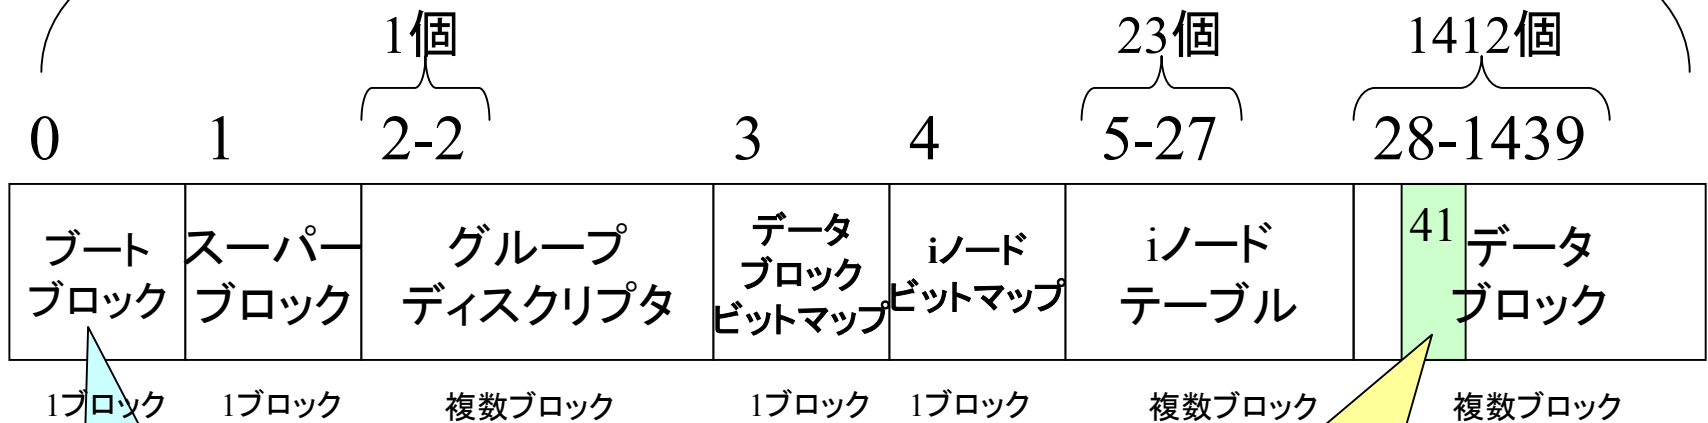 1個 23個 1412個
0 1 2-2 3 4 5-27 28-1439
ブート
ブロック
スーパー
ブロック
グループ
ディスクリプタ
データ
ブロック
ビットマップ
iノード
ビットマップ
iノード
テーブル
41
データ
ブロック
1ブロック 1ブロック 複数ブロック 1ブロック 1ブロック 複数ブロック 複数ブロック